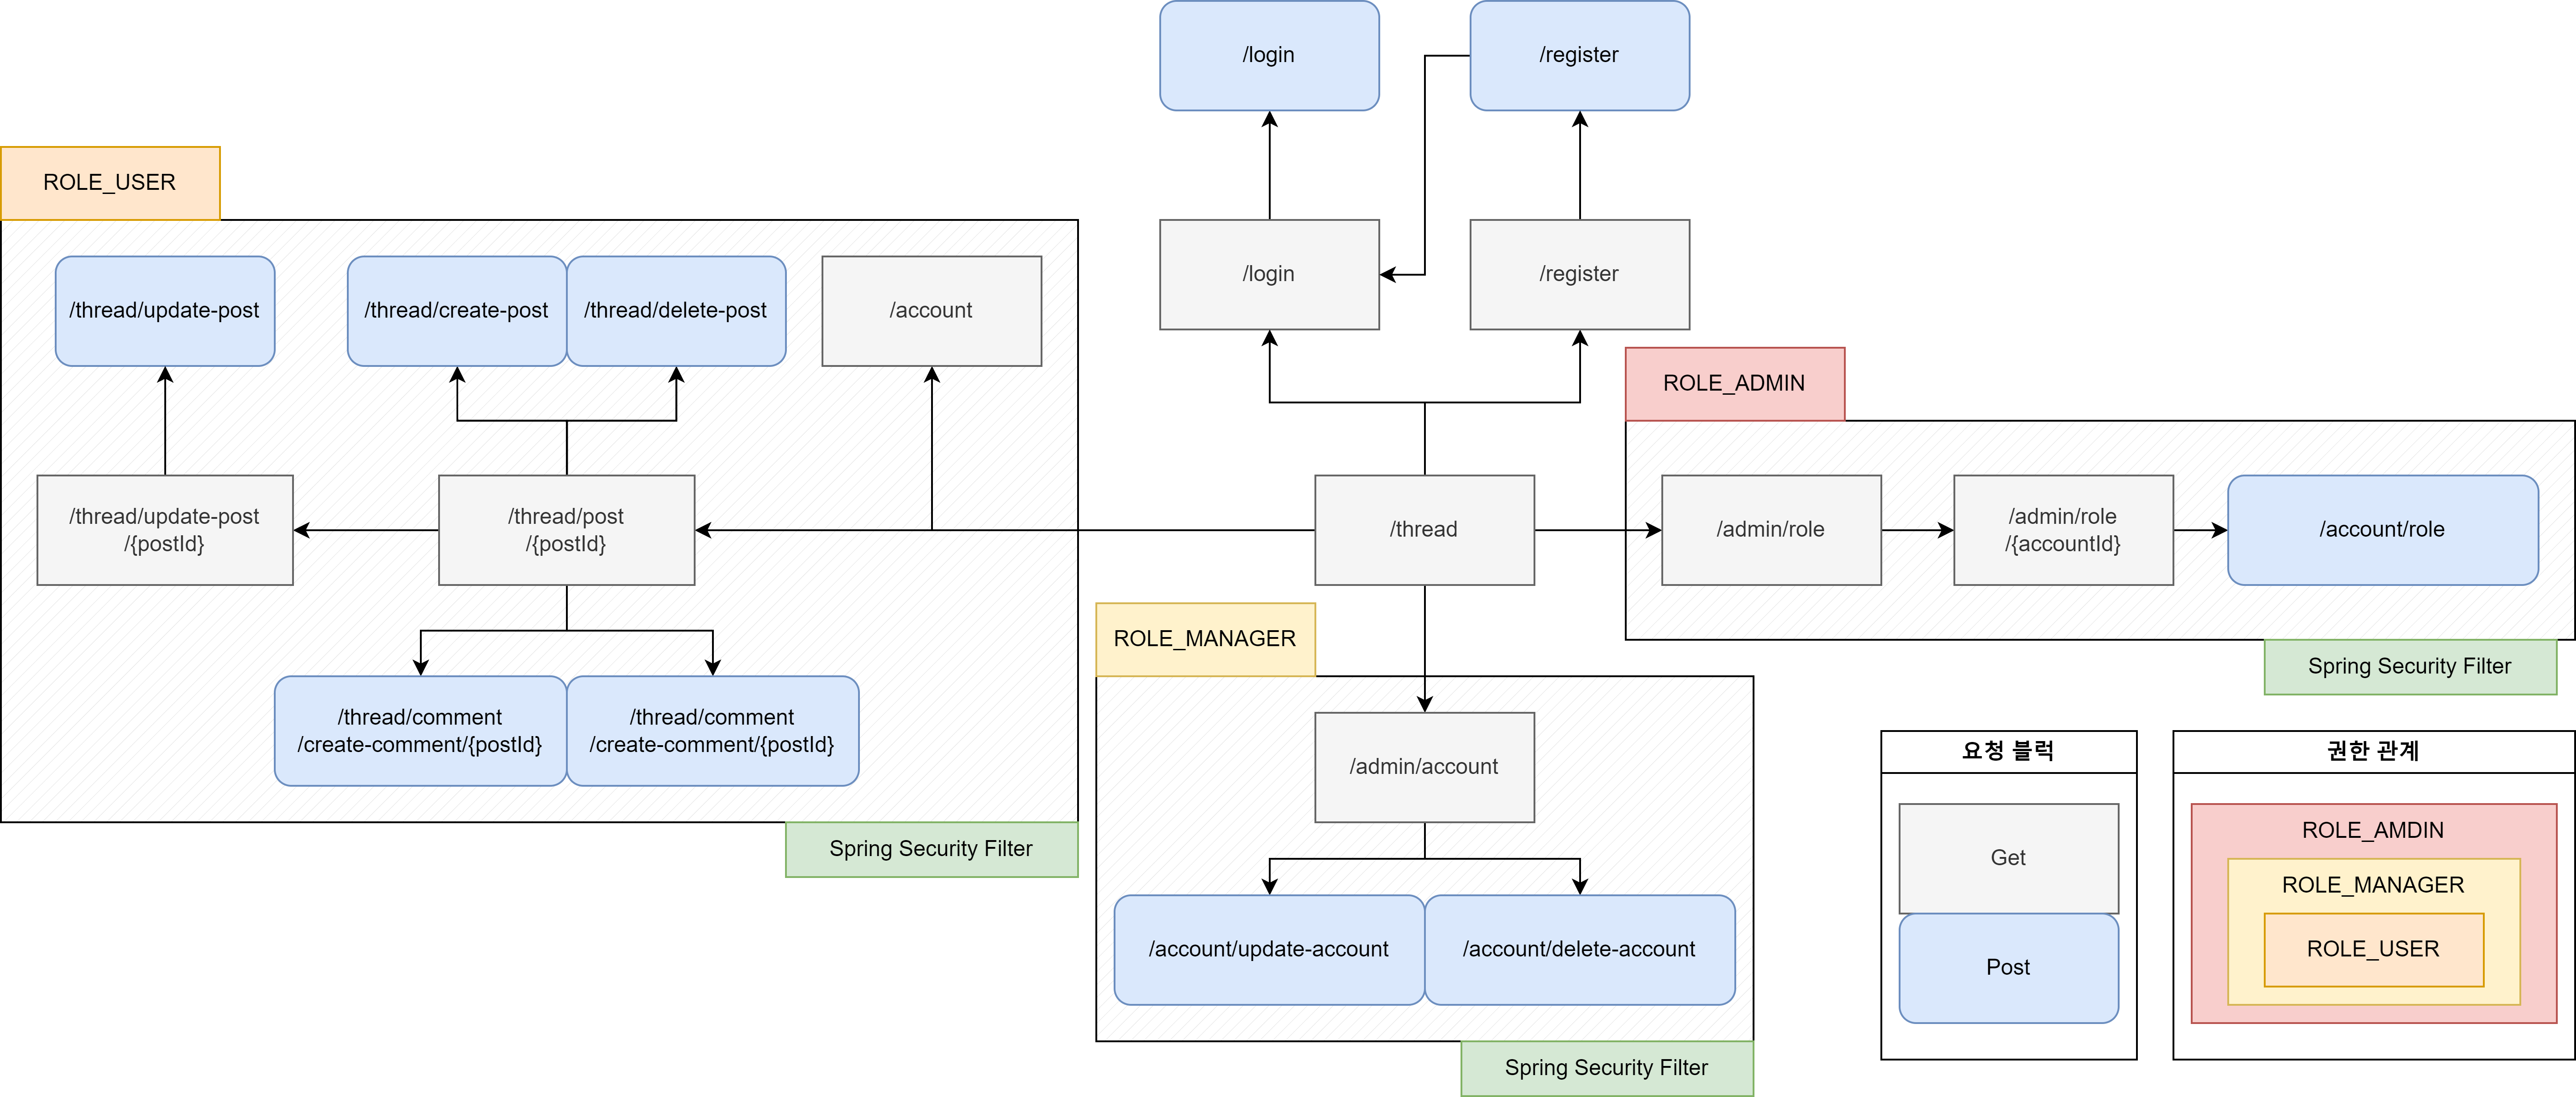 /login
/register
ROLE_USER
/login
/register
/thread/update-post
/thread/create-post
/thread/delete-post
/account
ROLE_ADMIN
/thread/update-post
/{postId}
/thread/post
/{postId}
/thread
/admin/role
/admin/role
/{accountId}
/account/role
ROLE_MANAGER
Spring Security Filter
/thread/comment
/create-comment/{postId}
/thread/comment
/create-comment/{postId}
/admin/account
Spring Security Filter
/account/update-account
/account/delete-account
Spring Security Filter
요청 블럭
Get
Post
권한 관계
ROLE_AMDIN
ROLE_MANAGER
ROLE_USER